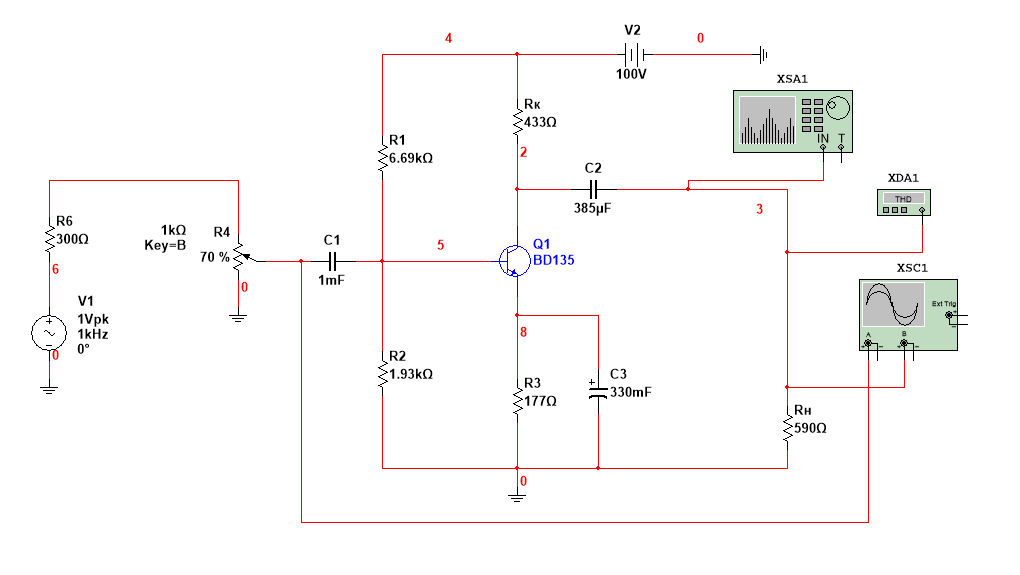 V2
4
0
100V
XSA1
IN T
Rк
433Ω
R1
6.69kΩ
2
C2
385µF
XDA1
THD
3
R6
300Ω
1kΩ
Key=B
R4
70 %
C1
1mF
5
Q1
BD135
6
0
XSC1
Ext Trig
+
−
A
B
+ − + −
V1
1Vpk
1kHz
0°
+
0
8
R2
1.93kΩ
R3
177Ω
+
C3
330mF
Rн
590Ω
0